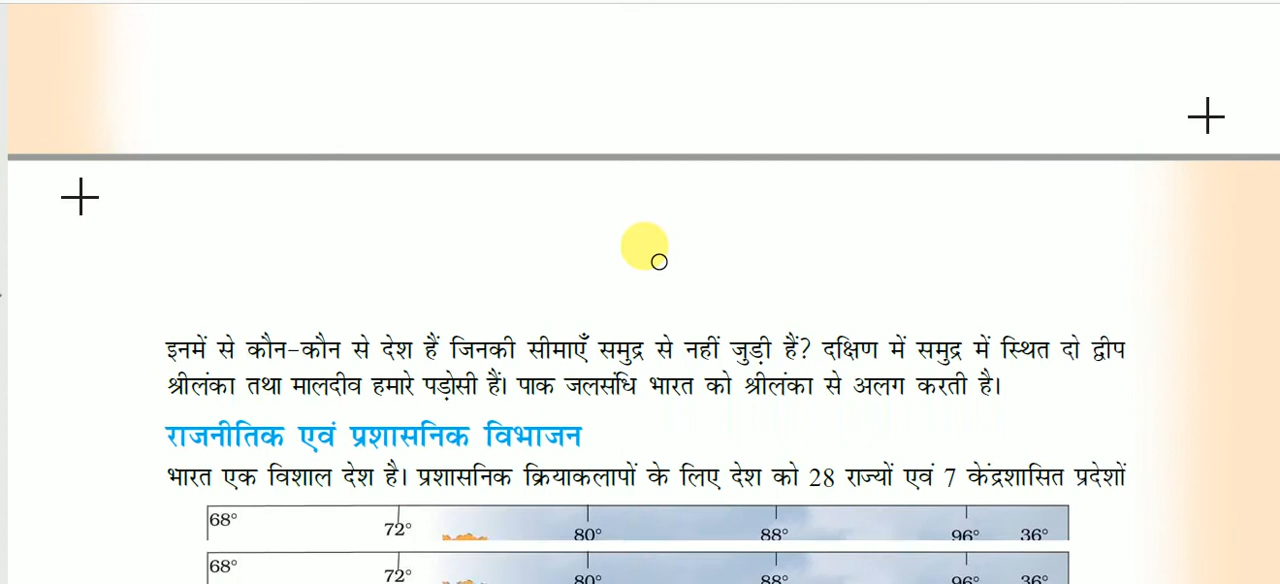 इनमें से कौन-कौन से देश हैं जिनकी सीमाएँ समुद्र से नहीं जुड़ी हैं? दक्षिण में समुद्र में स्थित दो द्वीप
श्रीलंका तथा मालदीव हमारे पड़ोसी हैं। पाक जलसंधि भारत को श्रीलंका से अलग करती है।
राजनीतिक एवं प्रशासनिक विभाजन
भारत एक विशाल देश है। प्रशासनिक क्रियाकलापों के लिए देश को 28 राज्यों एवं 7 केंद्रशासित प्रदेशों
68° 72° 80° 88° 96° 36°
68° 72° 80° 88° 96° 36°